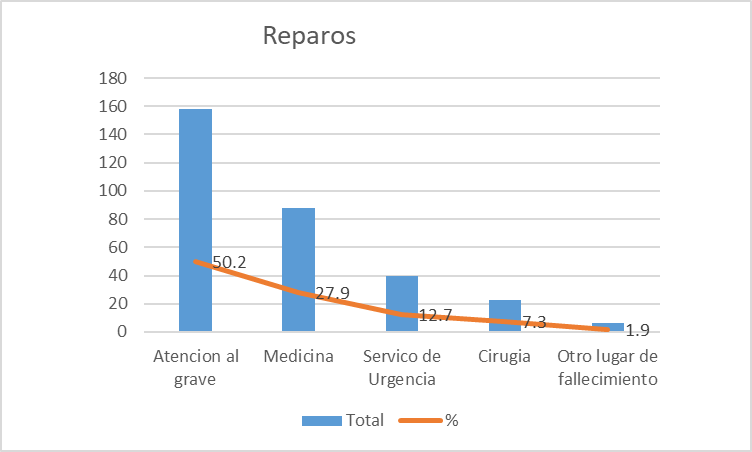 Reparos
180
160
140
120
100
80
60
40
20
0
50.2
27.9
12.7
7.3
1.9
Atencion al
grave
Medicina
Servico de
Urgencia
Cirugia
Otro lugar de
fallecimiento
Total
%